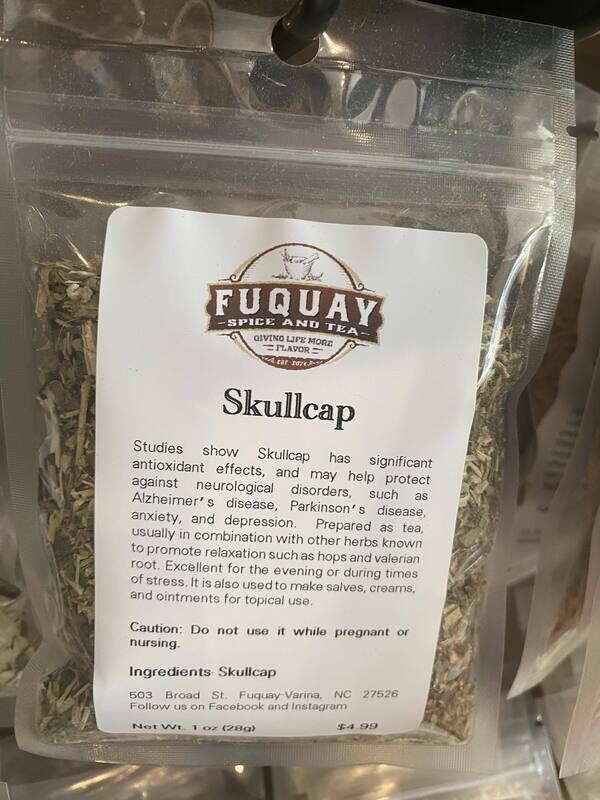 FUQUAY
SPICE AND TEA
GIVING LIFE MORE
FLAVOR
Skullcap
Studies show Skullcap has significant
antioxidant effects, and may help protect
against neurological disorders, such as
Alzheimer's disease, Parkinson's disease,
anxiety, and depression. Prepared as tea,
usually in combination with other herbs known
to promote relaxation such as hops and valerian
root. Excellent for the evening or during times
of stress. It is also used to make salves, creams,
and ointments for topical use.
Caution: Do not use it while pregnant or
nursing.
Ingredients- Skullcap
503 Broad St. Fuquay-Varina, NC 27526
Follow us on Facebook and Instagram
Net Wt. 1 oz (28g) $4.99